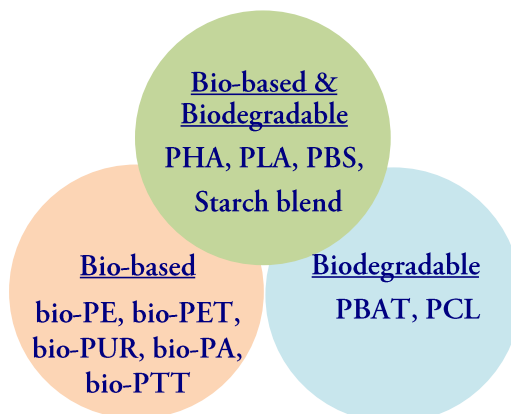 Bio-based &
Biodegradable
PHA, PLA, PBS,
Starch blend
Bio-based
bio-PE, bio-PET,
bio-PUR, bio-PA,
bio-PTT
Biodegradable
PBAT, PCL